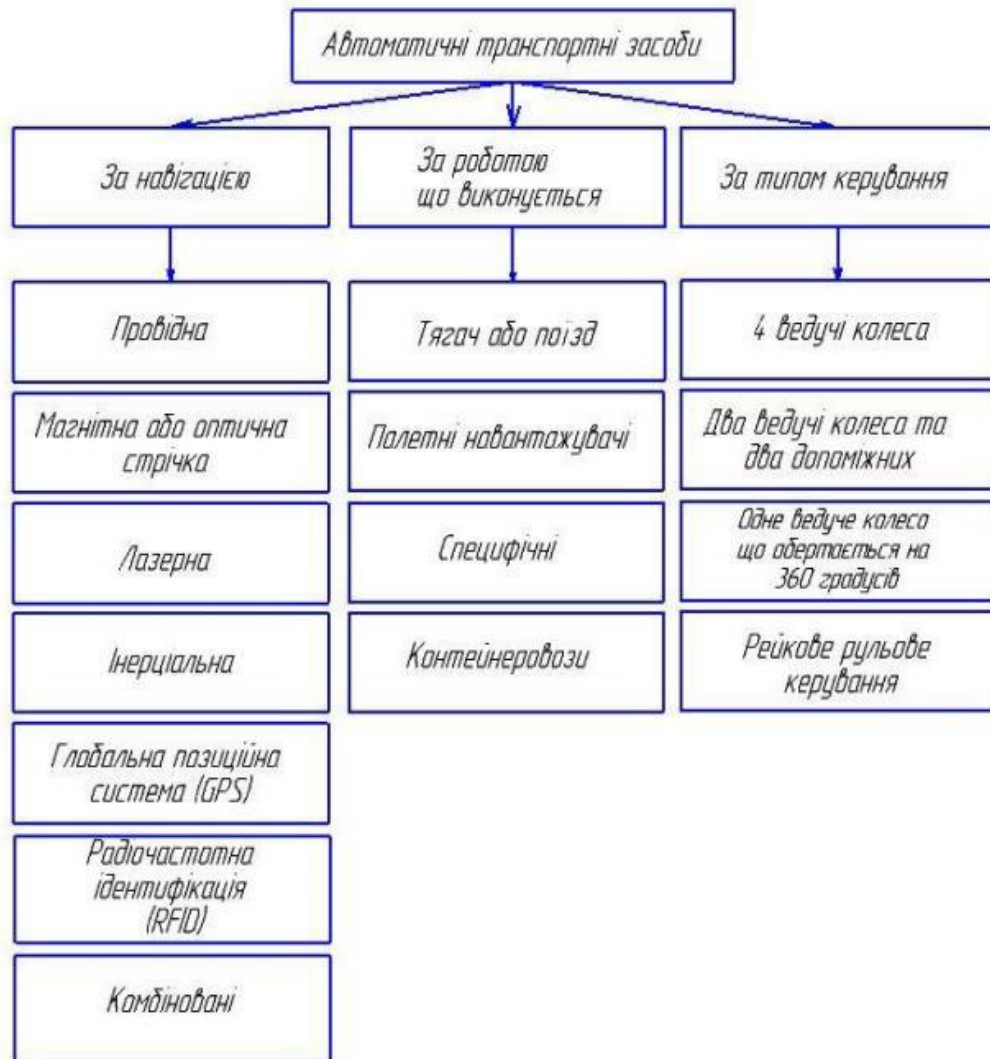 Автоматичні транспортні засоби
За навігацією
За роботою
що виконується
За типом керування
Провідна
Магнітна або оптична
стрічка
Лазерна
Інерціальна
Глобальна позиційна
система (GPS)
Радіочастотна
ідентифікація
(RFID)
Комбіновані
Тягач або поїзд
Палетні навантажувачі
Специфічні
Контейнеровози
4 ведучі колеса
Два ведучі колеса та
два допоміжних
Одне ведуче колеса
що обертається на
360 градусів
Рейкове рульове
керування